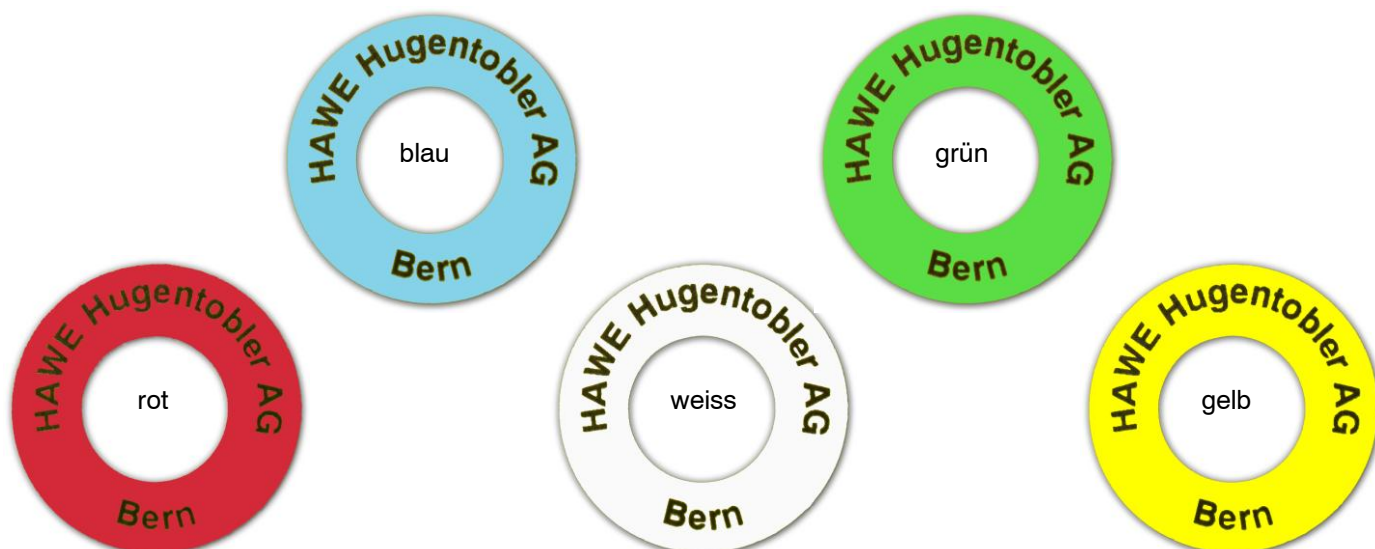 HAWE Hugentobler AG
blau
Bern
HAWE Hugentobler AG
grün
Bern
HAWE Hugentobler AG
rot
Bern
HAWE Hugentobler AG
weiss
Bern
HAWE Hugentobler AG
gelb
Bern